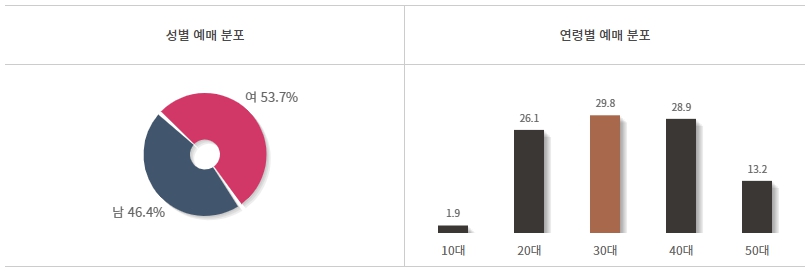 성별 예매 분포
여 53.7%
남 46.4%
연령별 예매 분포
1.9
26.1
29.8
28.9
13.2
10대
20대
30대
40대
50대